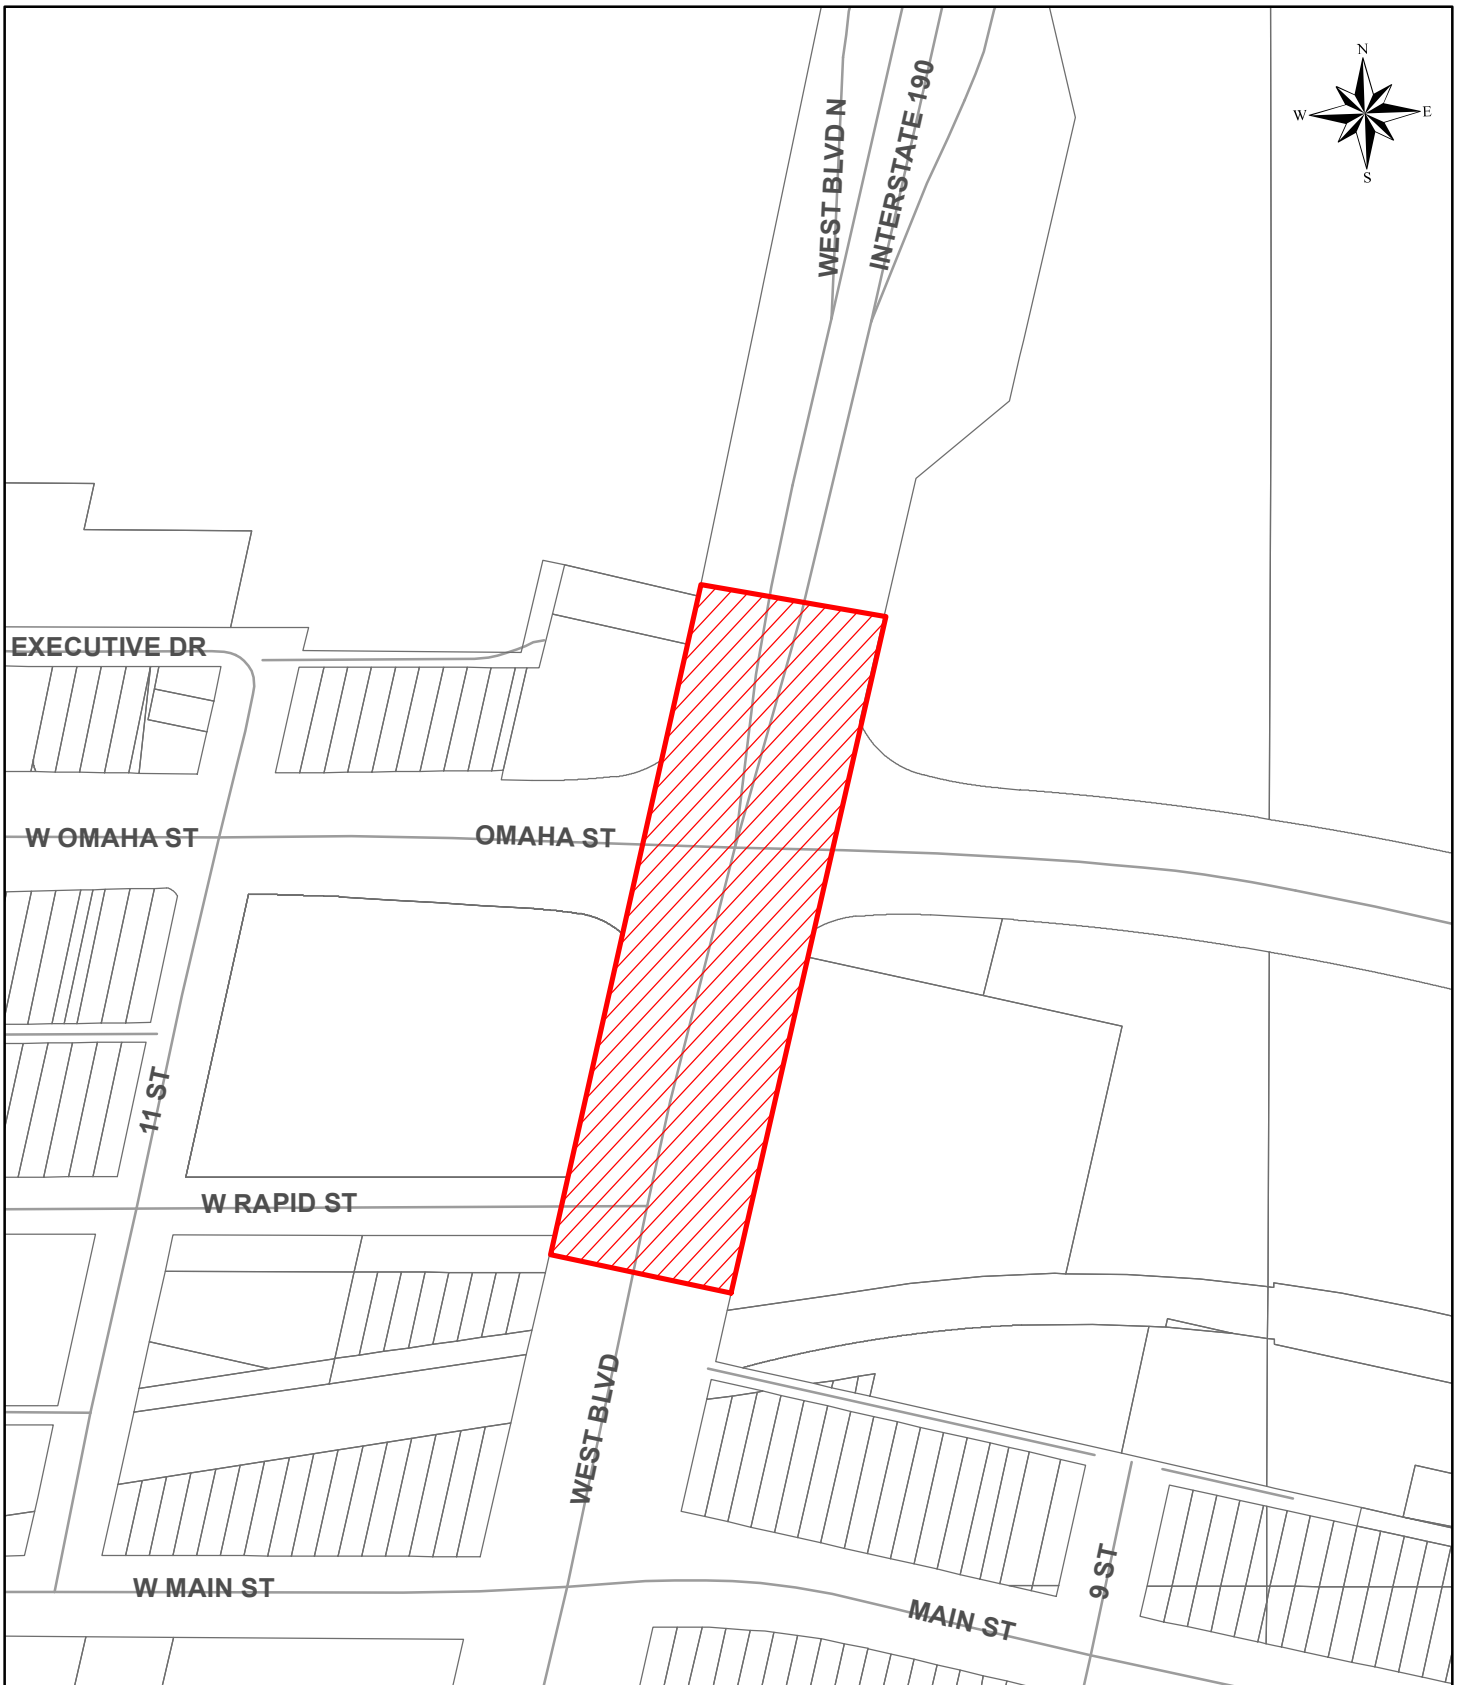 N
W E
S
WEST BLVD N
INTERSTATE 190
EXECUTIVE DR
W OMAHA ST
OMAHA ST
11 ST
W RAPID ST
WEST BLVD
9 ST
W MAIN ST
MAIN ST